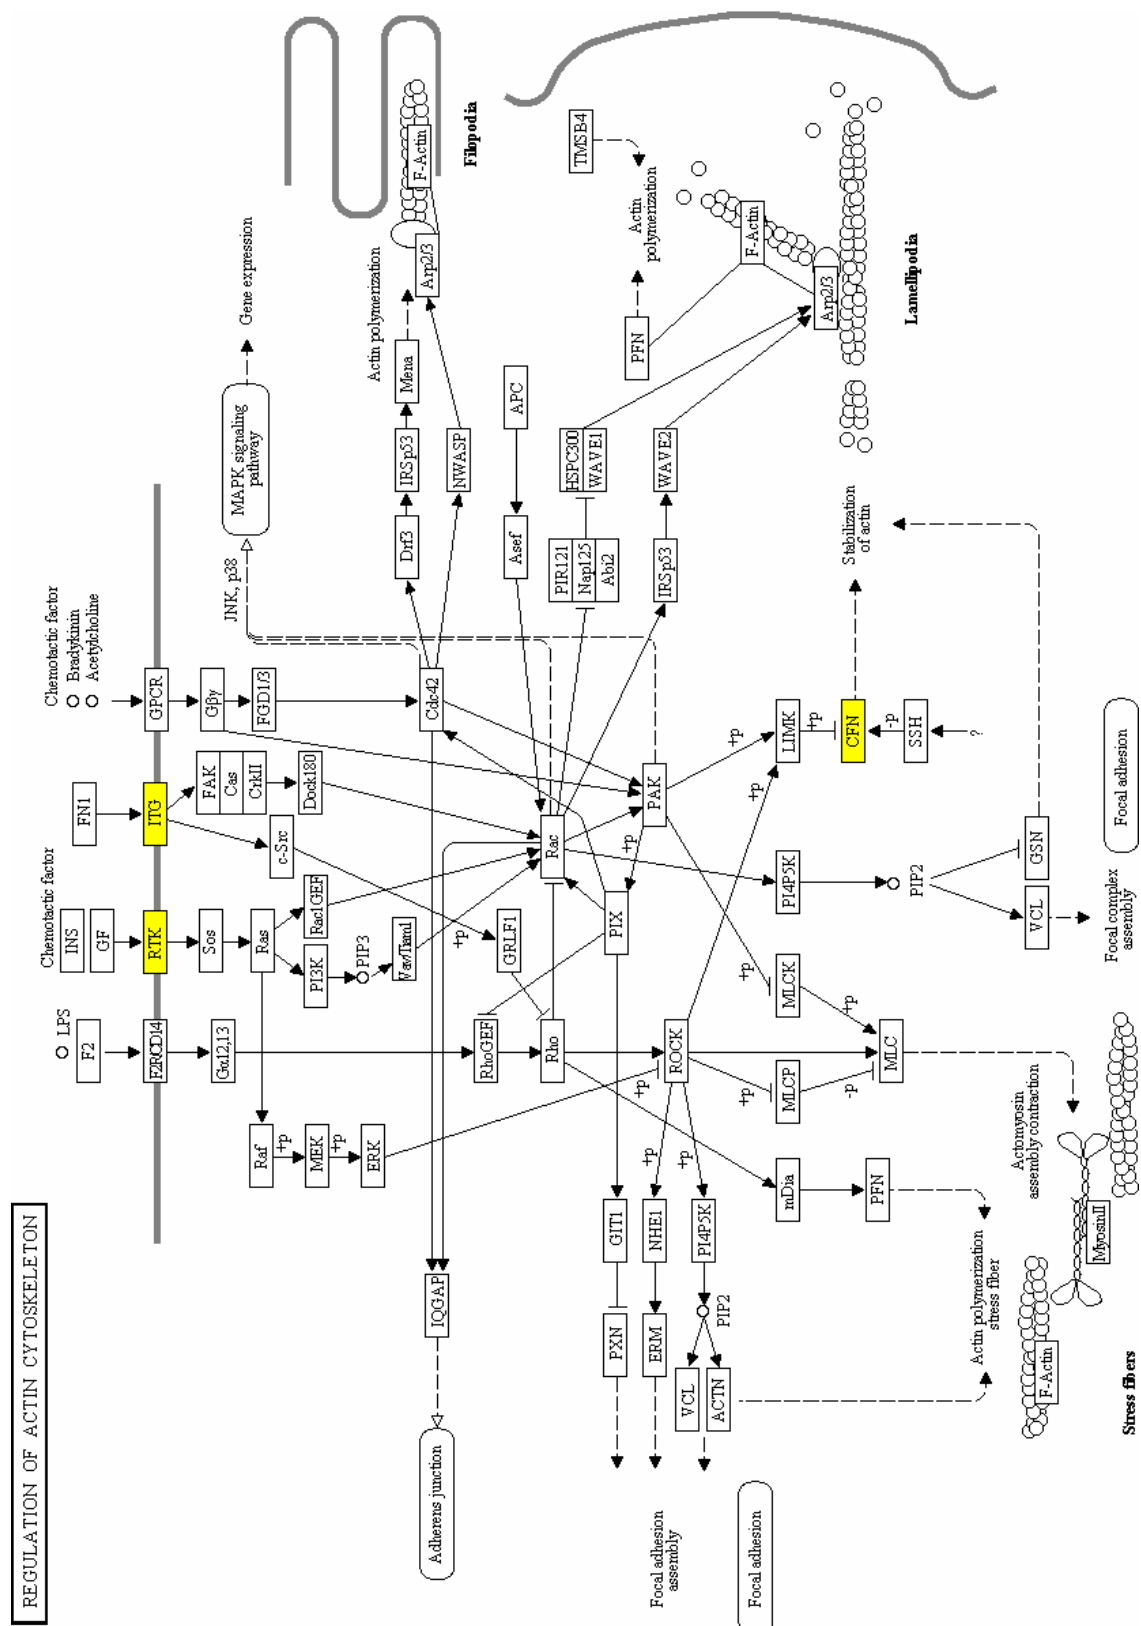 REGULATION OF ACTIN CYTOSKELETON
LPS
F2
F2R
CD14
Gα12,13
Chemotactic factor
INS
GF
RTK
Sos
Ras
Rac1GEF
PI3K
PIP3
Vav/Tiam1
Raf
+p
MEK
+p
ERK
FN1
ITG
FAK
Cas
CrkII
Dock180
c-Src
+p
GRLF1
Chemotactic factor
Bradykinin
Acetylcholine
GPCR
Gβγ
FGD1/3
JNK, p38
MAPK signaling
pathway
Gene expression
Cdc42
Drf3
IRSp53
Mena
Actin polymerization
NWASP
Arp2/3
F-Actin
Filopodia
IQGAP
Adherens junction
RhoGEF
Rho
Rac
Asef
APC
PIR121
Nap125
Abi2
HSPC300
WAVE1
IRSp53
WAVE2
PFN
Actin
polymerization
TMSB4
F-Actin
Arp2/3
Lamellipodia
PIX
+p
PAK
+p
LIMK
+p
CFN
-p
SSH
?
Stabilization
of actin
PI4P5K
PIP2
GSN
VCL
Focal complex
assembly
Focal adhesion
+p
ROCK
+p
+p
MLCK
+p
MLC
+p
MLCP
-p
Actomyosin
assembly contraction
mDia
PFN
Actin polymerization
stress fiber
GIT1
PXN
+p
NHE1
ERM
+p
PI4P5K
PIP2
VCL
ACTN
Focal adhesion
assembly
Focal adhesion
MyosinII
F-Actin
Stress fibers